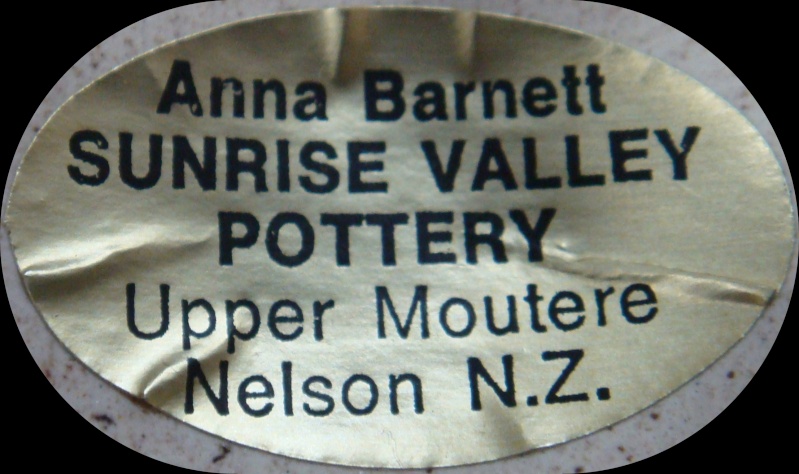 Anna Barnett
SUNRISE VALLEY
POTTERY
Upper Moutere
Nelson N.Z.